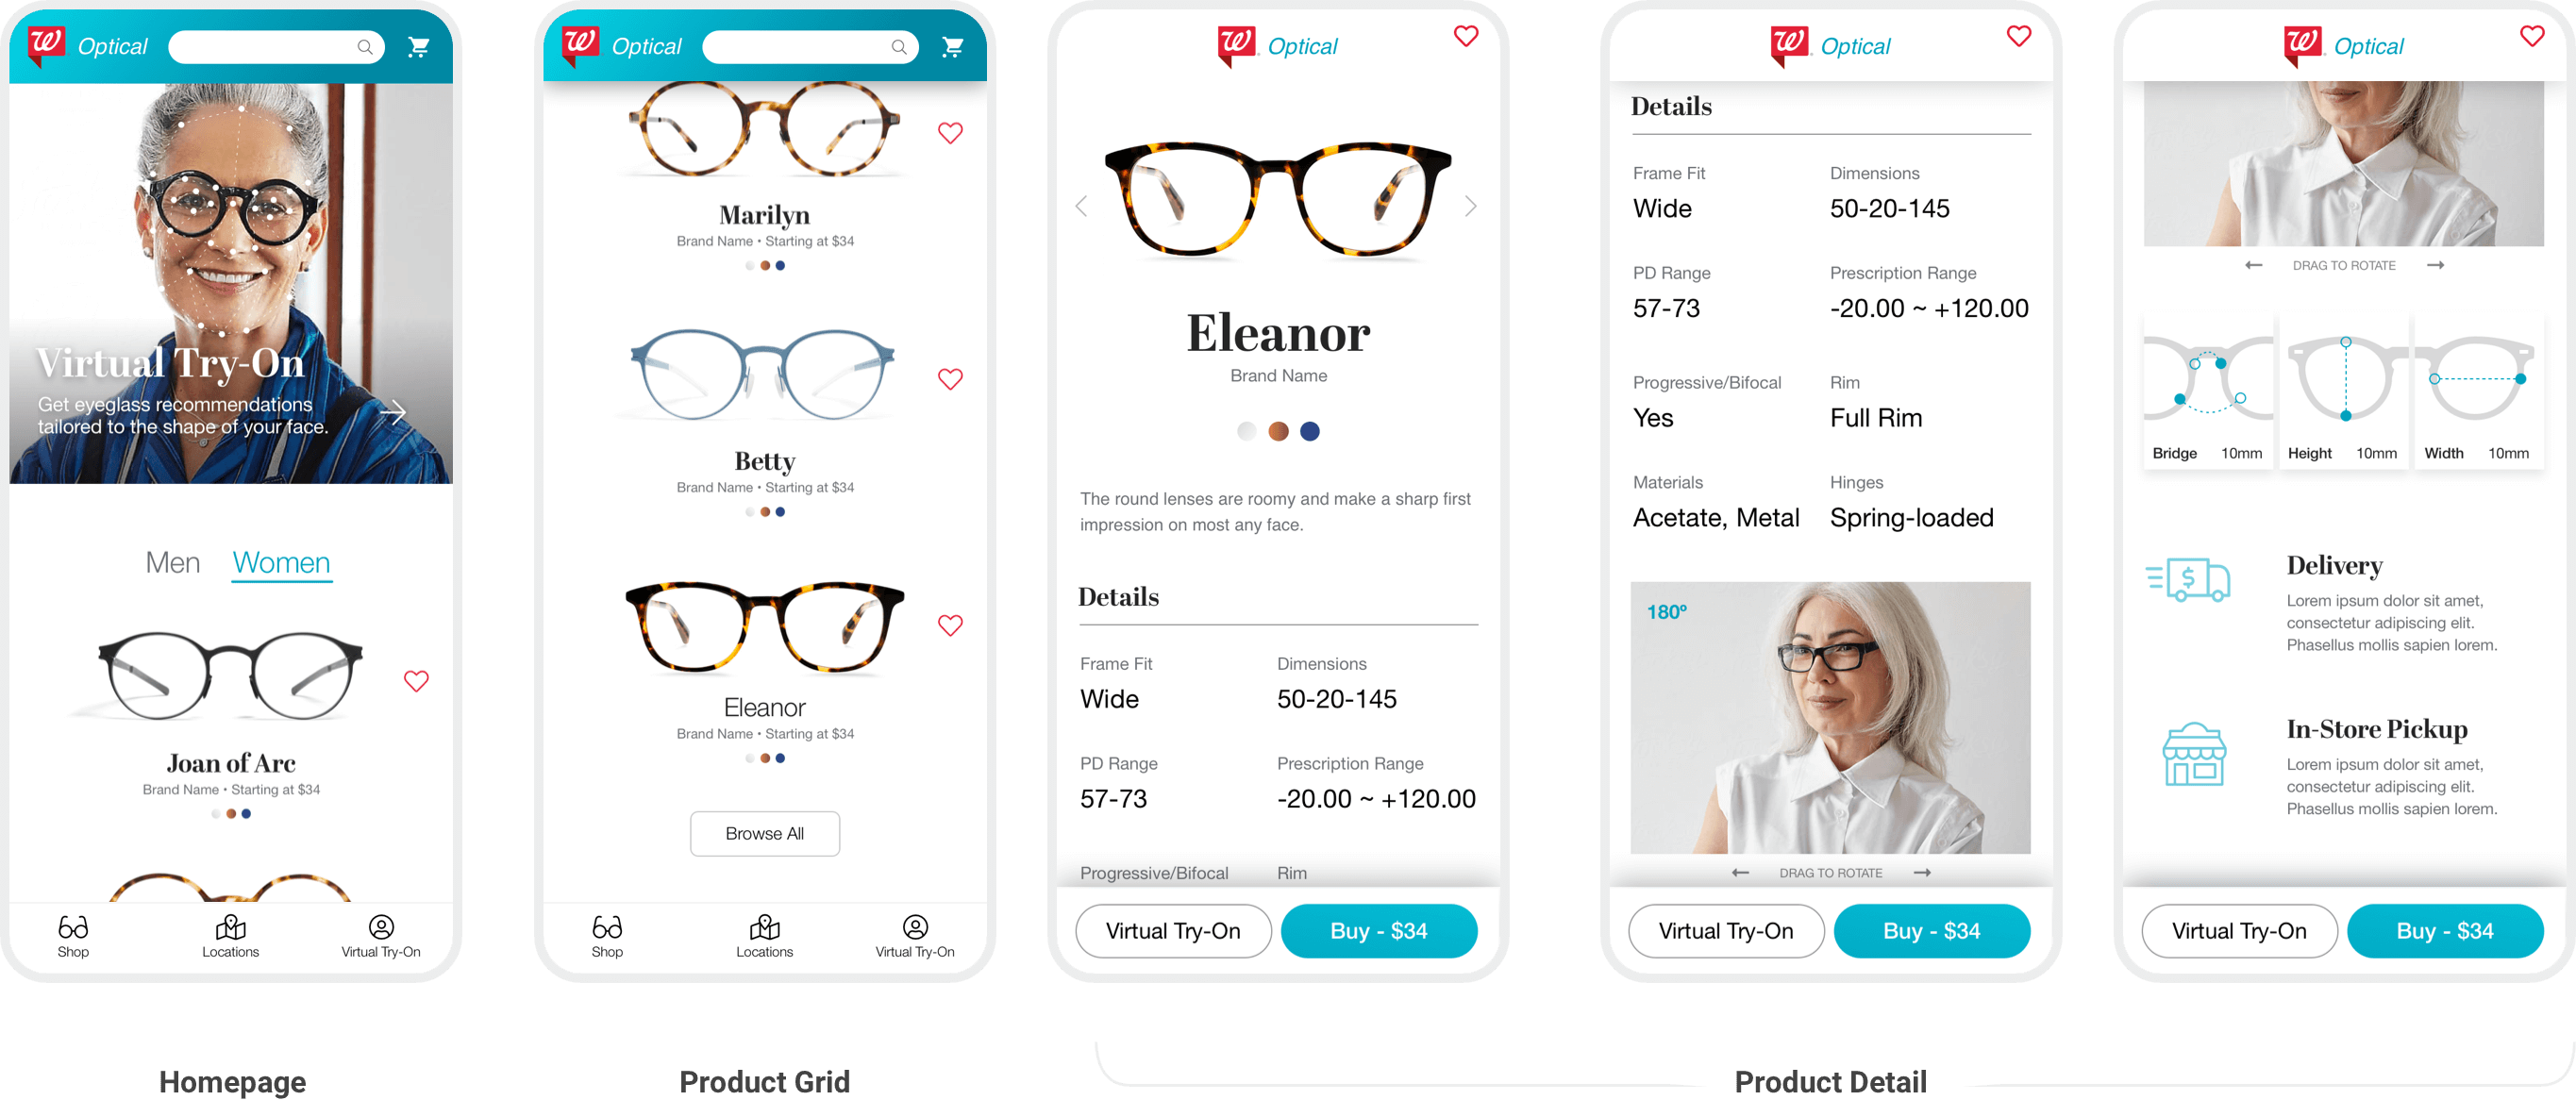 W Optical
Virtual Try-On
Get eyeglass recommendations
tailored to the shape of your face.
Men Women
Joan of Arc
Brand Name • Starting at $34
Shop Locations Virtual Try-On
Homepage
W Optical
Marilyn
Brand Name • Starting at $34
Betty
Brand Name • Starting at $34
Eleanor
Brand Name • Starting at $34
Browse All
Shop Locations Virtual Try-On
Product Grid
W Optical
Eleanor
Brand Name
The round lenses are roomy and make a sharp first
impression on most any face.
Details
Frame Fit Dimensions
Wide 50-20-145
PD Range Prescription Range
57-73 -20.00 ~ +120.00
Progressive/Bifocal Rim
Virtual Try-On Buy - $34
W Optical
Details
Frame Fit Dimensions
Wide 50-20-145
PD Range Prescription Range
57-73 -20.00 ~ +120.00
Progressive/Bifocal Rim
Yes Full Rim
Materials Hinges
Acetate, Metal Spring-loaded
180º
DRAG TO ROTATE
Virtual Try-On Buy - $34
W Optical
DRAG TO ROTATE
Bridge 10mm Height 10mm Width 10mm
Delivery
Lorem ipsum dolor sit amet,
consectetur adipiscing elit.
Phasellus mollis sapien lorem.
In-Store Pickup
Lorem ipsum dolor sit amet,
consectetur adipiscing elit.
Phasellus mollis sapien lorem.
Virtual Try-On Buy - $34
Product Detail